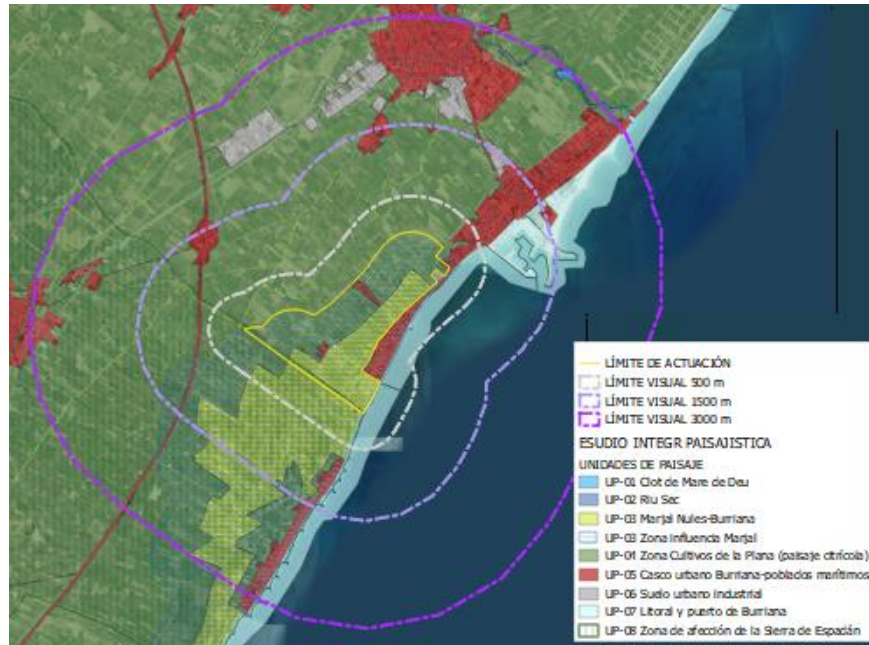 LÍMITE DE ACTUACIÓN
LÍMITE VISUAL 500 m
LÍMITE VISUAL 1500 m
LÍMITE VISUAL 3000 m
ESUDIO INTEGR PAISAJISTICA
UNIDADES DE PAISAJE
UP-01 Clot de Mare de Deu
UP-02 Riu Sec
UP-03 Marjal Nules-Burriana
UP-03 Zona Influencia Marjal
UP-04 Zona Cultivos de la Plana (paisaje citrícola)
UP-05 Casco urbano Burriana-poblados marítimos
UP-06 Suelo urbano industrial
UP-07 Litoral y puerto de Burriana
UP-08 Zona de afección de la Sierra de Espadán